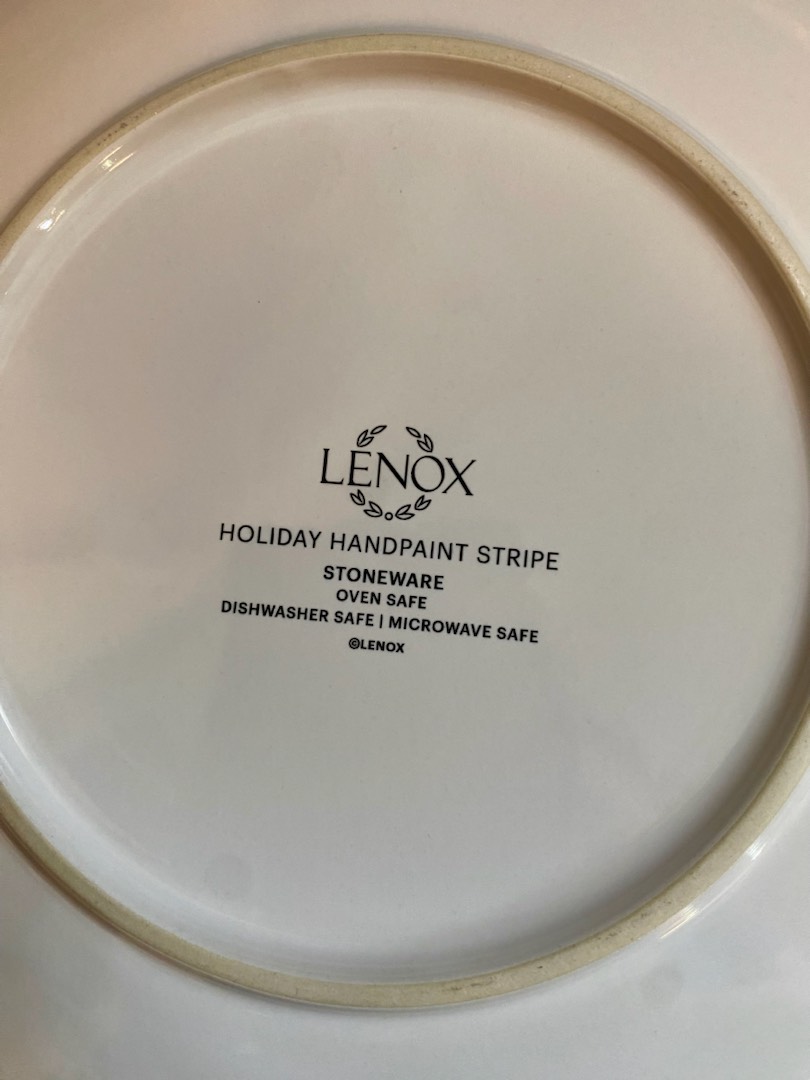 LENOX
HOLIDAY HANDPAINT STRIPE
STONEWARE
OVEN SAFE
DISHWASHER SAFE | MICROWAVE SAFE
©LENOX